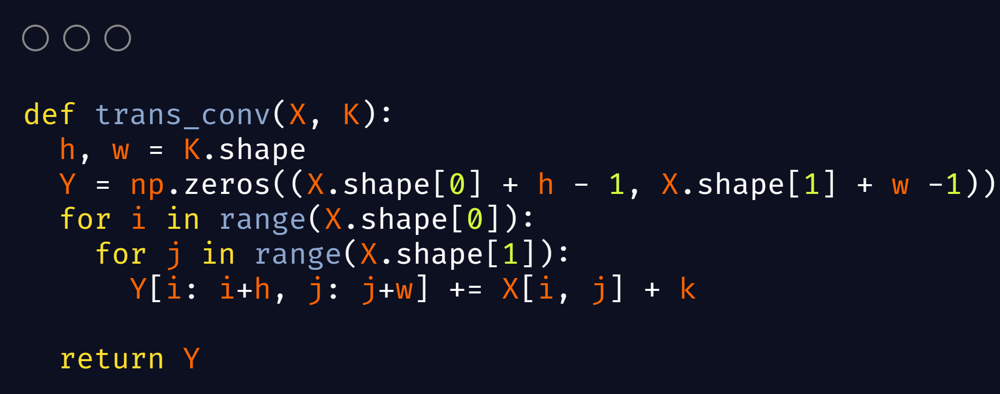 def trans_conv(X, K):
  h, w = K.shape
  Y = np.zeros((X.shape[0] + h - 1, X.shape[1] + w -1))
  for i in range(X.shape[0]):
    for j in range(X.shape[1]):
      Y[i: i+h, j: j+w] += X[i, j] + k
  return Y